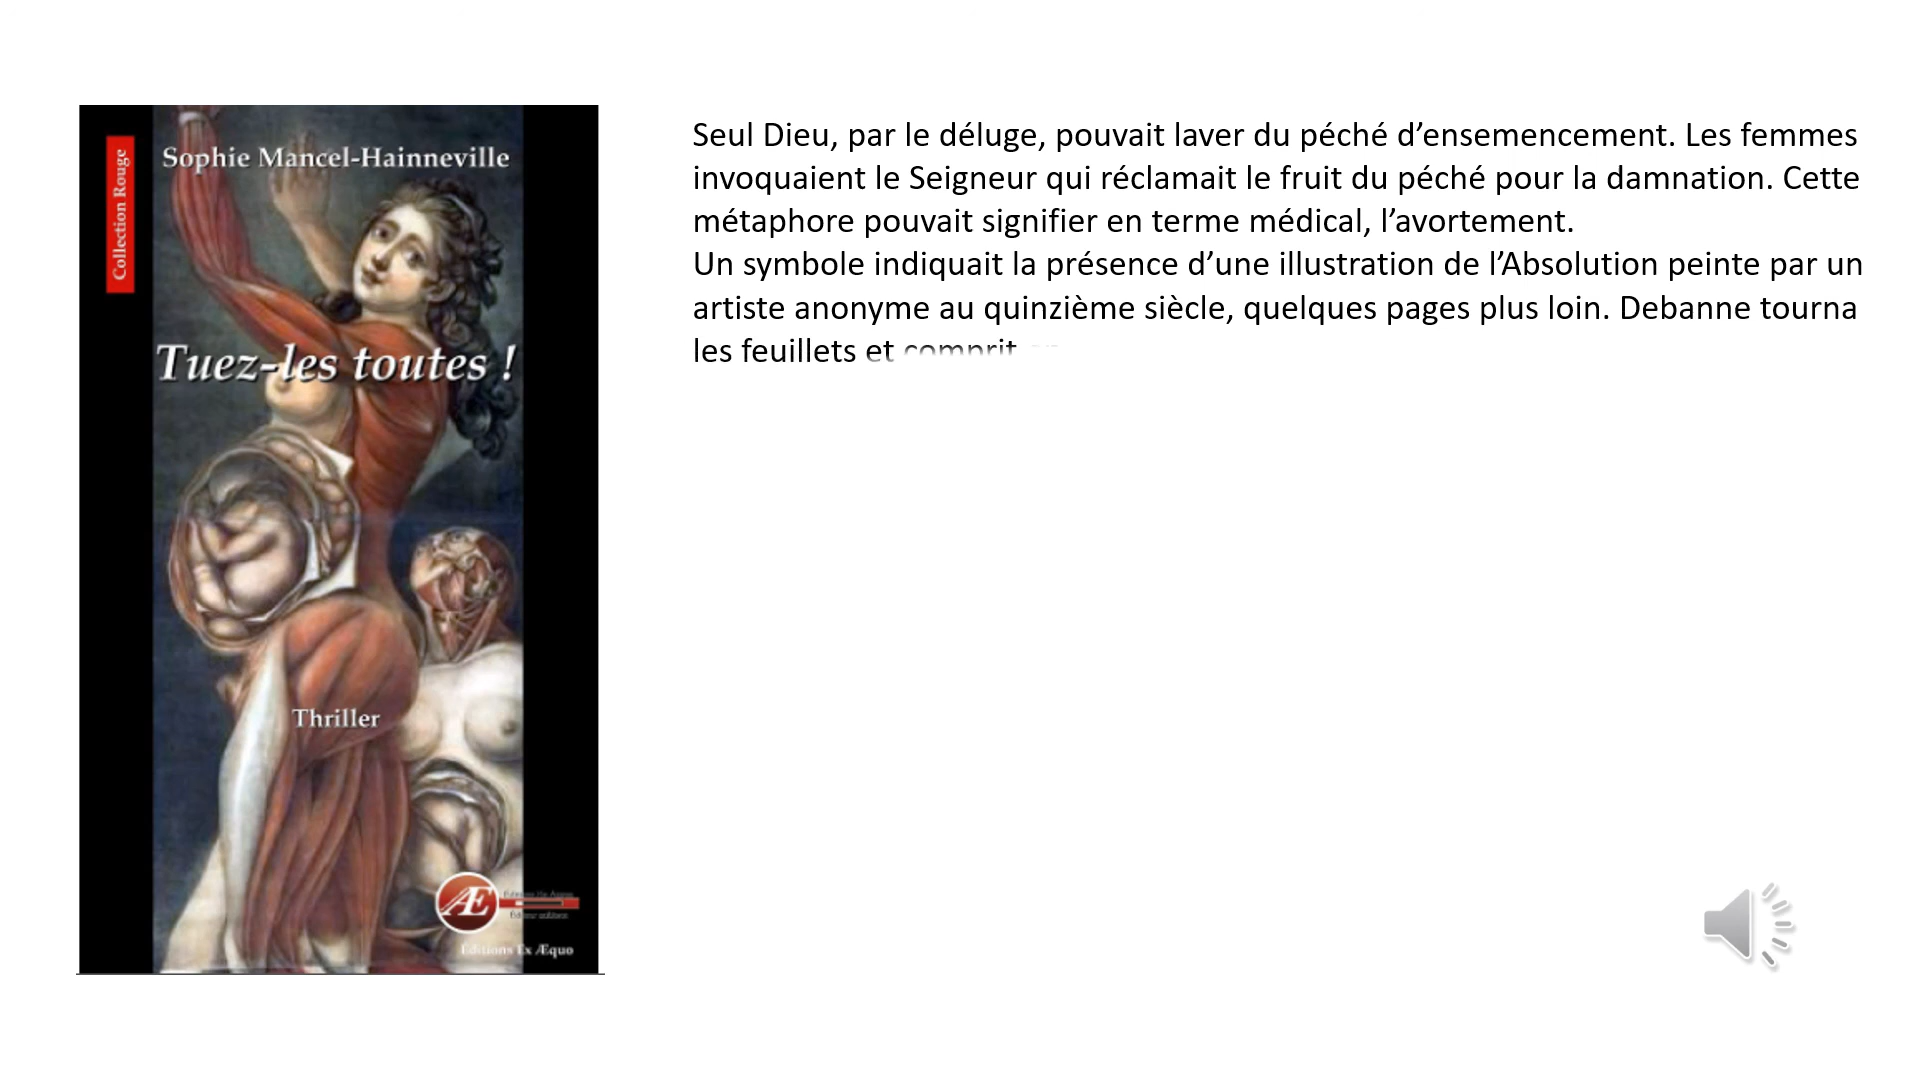 Collection Rouge
Sophie Mancel-Hainneville
Tuez-les toutes !
Thriller
Æ
Éditions Ex Æquo
Seul Dieu, par le déluge, pouvait laver du péché d’ensemencement. Les femmes
invoquaient le Seigneur qui réclamait le fruit du péché pour la damnation. Cette
métaphore pouvait signifier en terme médical, l’avortement.
Un symbole indiquait la présence d’une illustration de l’Absolution peinte par un
artiste anonyme au quinzième siècle, quelques pages plus loin. Debanne tourna
les feuillets et comprit